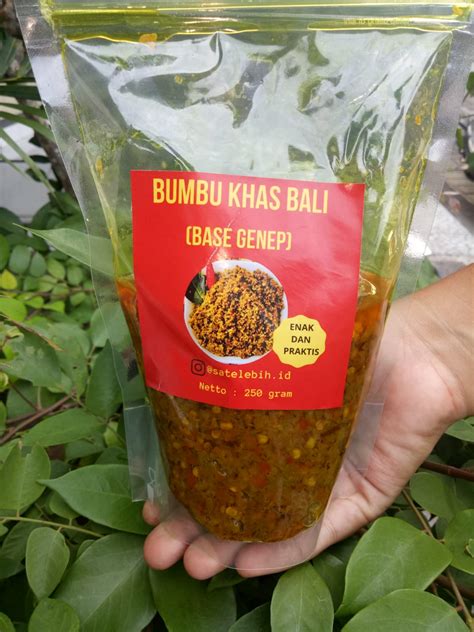 BUMBU KHAS BALI
(BASE GENEP)
ENAK
DAN
PRAKTIS
@satelebih.id
Netto : 250 gram